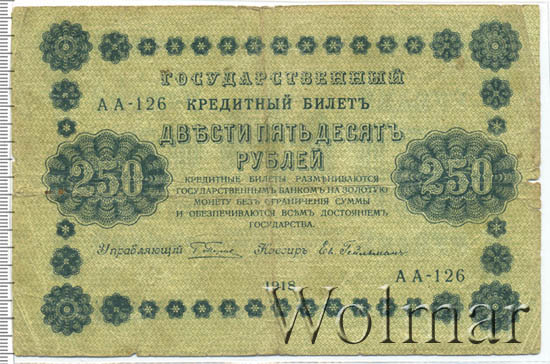 ГОСУДАРСТВЕННЫЙ
АА-126 КРЕДИТНЫЙ БИЛЕТЪ
ДВѢСТИ ПЯТЬДЕСЯТЪ
РУБЛЕЙ
250 250
КРЕДИТНЫЕ БИЛЕТЫ РАЗМѢНИВАЮТСЯ
ГОСУДАРСТВЕННЫМЪ БАНКОМЪ НА ЗОЛОТУЮ
МОНЕТУ БЕЗЪ ОГРАНИЧЕНІЯ СУММЫ
И ОБЕЗПЕЧИВАЮТСЯ ВСѢМЪ ДОСТОЯНІЕМЪ
ГОСУДАРСТВА.
Управляющій Кассиръ
АА-126
1918
Wolmar